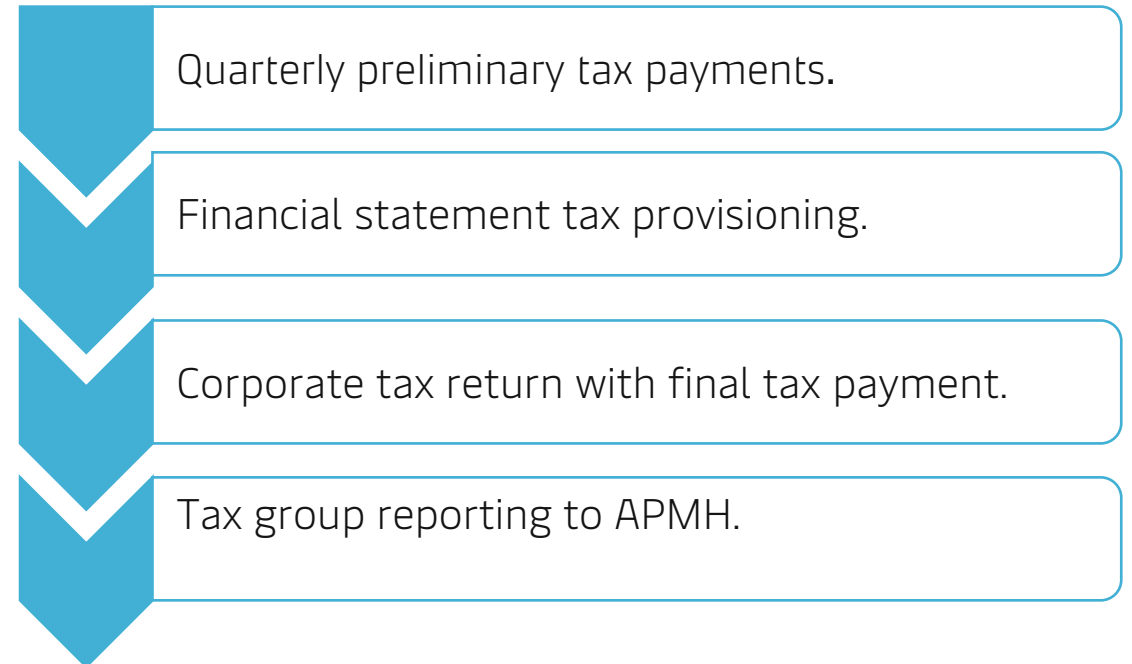 Quarterly preliminary tax payments.
Financial statement tax provisioning.
Corporate tax return with final tax payment.
Tax group reporting to APMH.